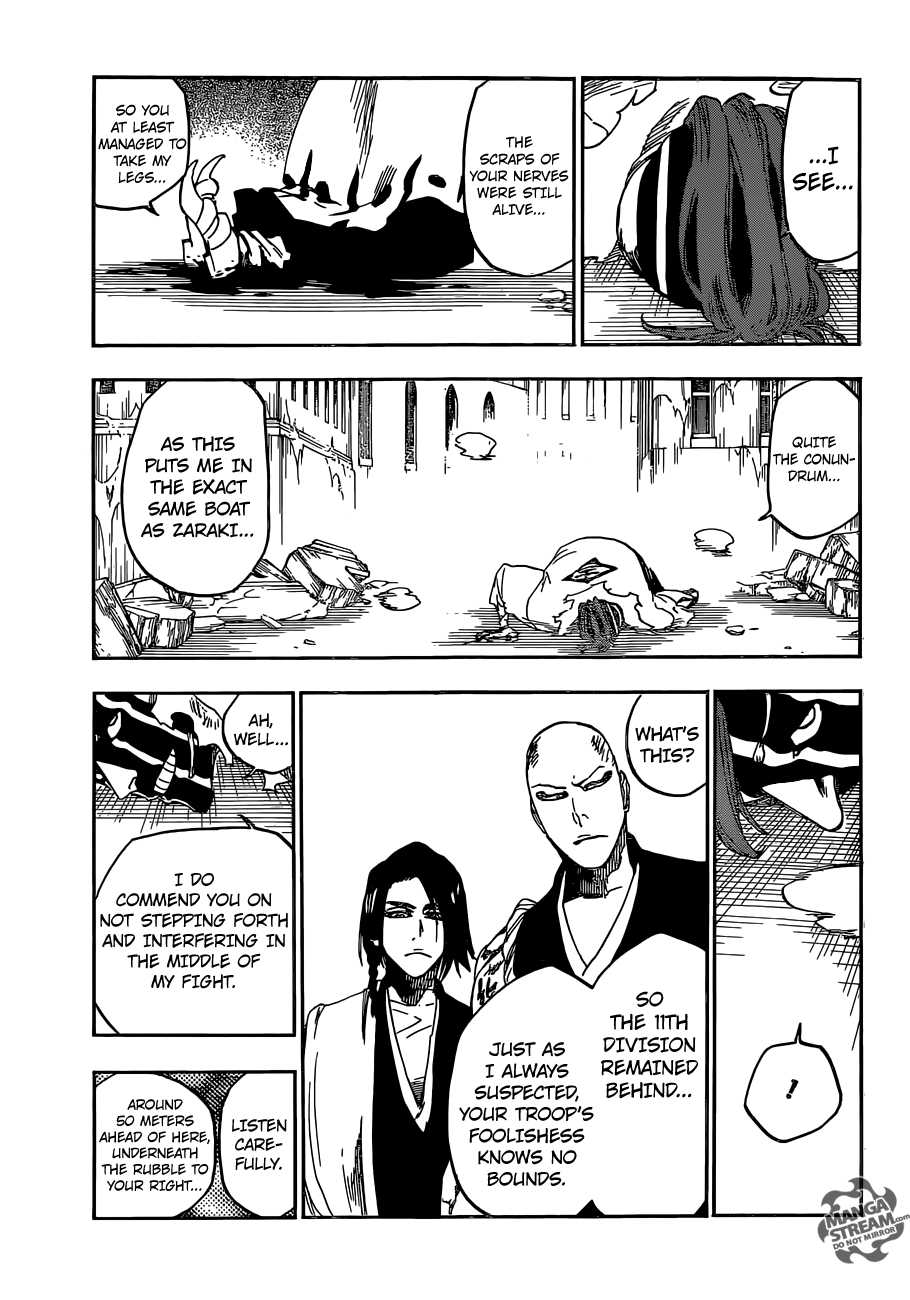 ...I
SEE...
THE
SCRAPS OF
YOUR NERVES
WERE STILL
ALIVE...
SO YOU
AT LEAST
MANAGED TO
TAKE MY
LEGS...
QUITE
THE CONUN-
DRUM...
AS THIS
PUTS ME IN
THE EXACT
SAME BOAT
AS ZARAKI...
!
WHAT'S
THIS?
SO
THE 11TH
DIVISION
REMAINED
BEHIND...
JUST AS
I ALWAYS
SUSPECTED,
YOUR TROOP'S
FOOLISHESS
KNOWS NO
BOUNDS.
AH,
WELL...
I DO
COMMEND YOU ON
NOT STEPPING FORTH
AND INTERFERING IN
THE MIDDLE OF
MY FIGHT.
LISTEN
CARE-
FULLY.
AROUND
50 METERS
AHEAD OF HERE,
UNDERNEATH
THE RUBBLE TO
YOUR RIGHT...
MANGA
STREAM.com
DO NOT MIRROR